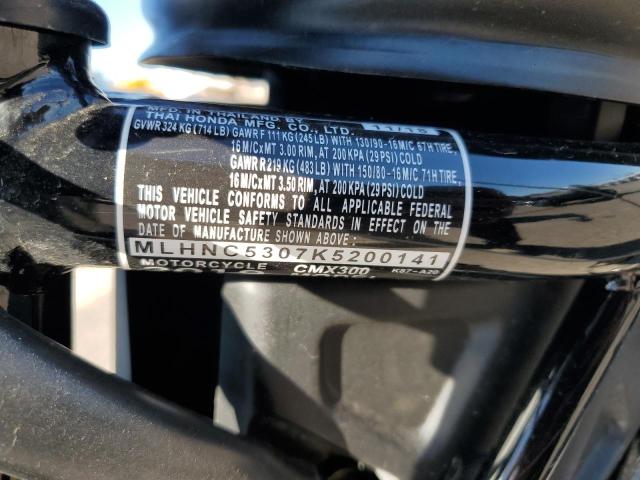 MFD IN THAILAND BY
THAI HONDA MFG. CO., LTD. 11/18
GVWR 324 KG (714 LB) GAWR F 111 KG (245 LB) WITH 130/90-16M/C 67H TIRE,
16M/CxMT 3.00 RIM, AT 200 KPA (29 PSI) COLD
GAWR R 219 KG (483 LB) WITH 150/80-16M/C 71H TIRE,
16M/CxMT 3.50 RIM, AT 200 KPA (29 PSI) COLD
THIS VEHICLE CONFORMS TO ALL APPLICABLE FEDERAL
MOTOR VEHICLE SAFETY STANDARDS IN EFFECT ON THE
DATE OF MANUFACTURE SHOWN ABOVE:
MLHNC5307K5200141
MOTORCYCLE CMX300 K87-A20